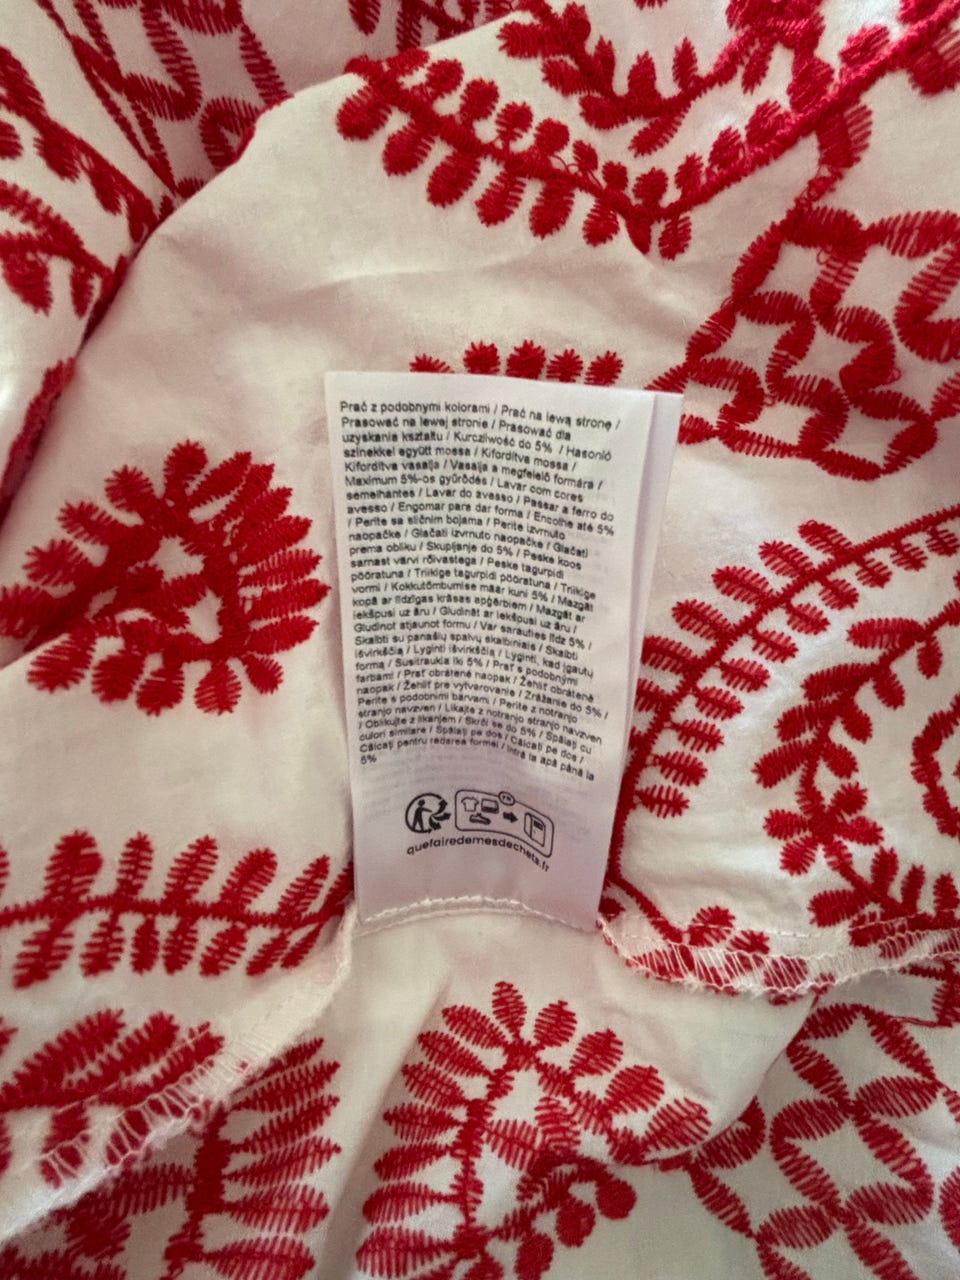 Prać z podobnymi kolorami / Prać na lewą stronę /
Prasować na lewej stronie / Prasować dla
uzyskania kształtu / Kurczliwość do 5% / Hasonló
színekkel együtt mossa / Kifordítva mossa /
Kifordítva vasalja / Vasalja a megfelelő formára /
Maximum 5%-os gyűrődés / Lavar com cores
semelhantes / Lavar do avesso / Passar a ferro do
avesso / Engomar para dar forma / Encolhe até 5%
/ Perite sa sličnim bojama / Perite izvrnuto
naopačke / Glačati izvrnuto naopačke / Glačati
prema obliku / Skupljanje do 5% / Peske koos
sarnast värvi rõivastega / Peske tagurpidi
pööratuna / Triikige tagurpidi pööratuna / Triikige
vormi / Kokkutõmbumise määr kuni 5% / Mazgāt
kopā ar līdzīgas krāsas apģērbiem / Mazgāt ar
iekšpusi uz āru / Gludināt ar iekšpusi uz āru /
Gludinot atjaunot formu / Var sarauties līdz 5% /
Skalbti su panašių spalvų skalbiniais / Skalbti
išvirkščią / Lyginti išvirkščią / Lyginti, kad įgautų
formą / Susitraukia iki 5% / Prať s podobnými
farbami / Prať obrátené naopak / Žehliť obrátené
naopak / Žehliť pre vytvarovanie / Zrážanie do 5% /
Perite s podobnimi barvami / Perite z notranjo
stranjo navzven / Likajte z notranjo stranjo navzven
/ Oblikujte z likanjem / Skrči se do 5% / Spălați cu
culori similare / Spălați pe dos / Călcați pe dos /
Călcați pentru redarea formei / Intră la apă până la
5%
FR
quefairedemesdechets.fr